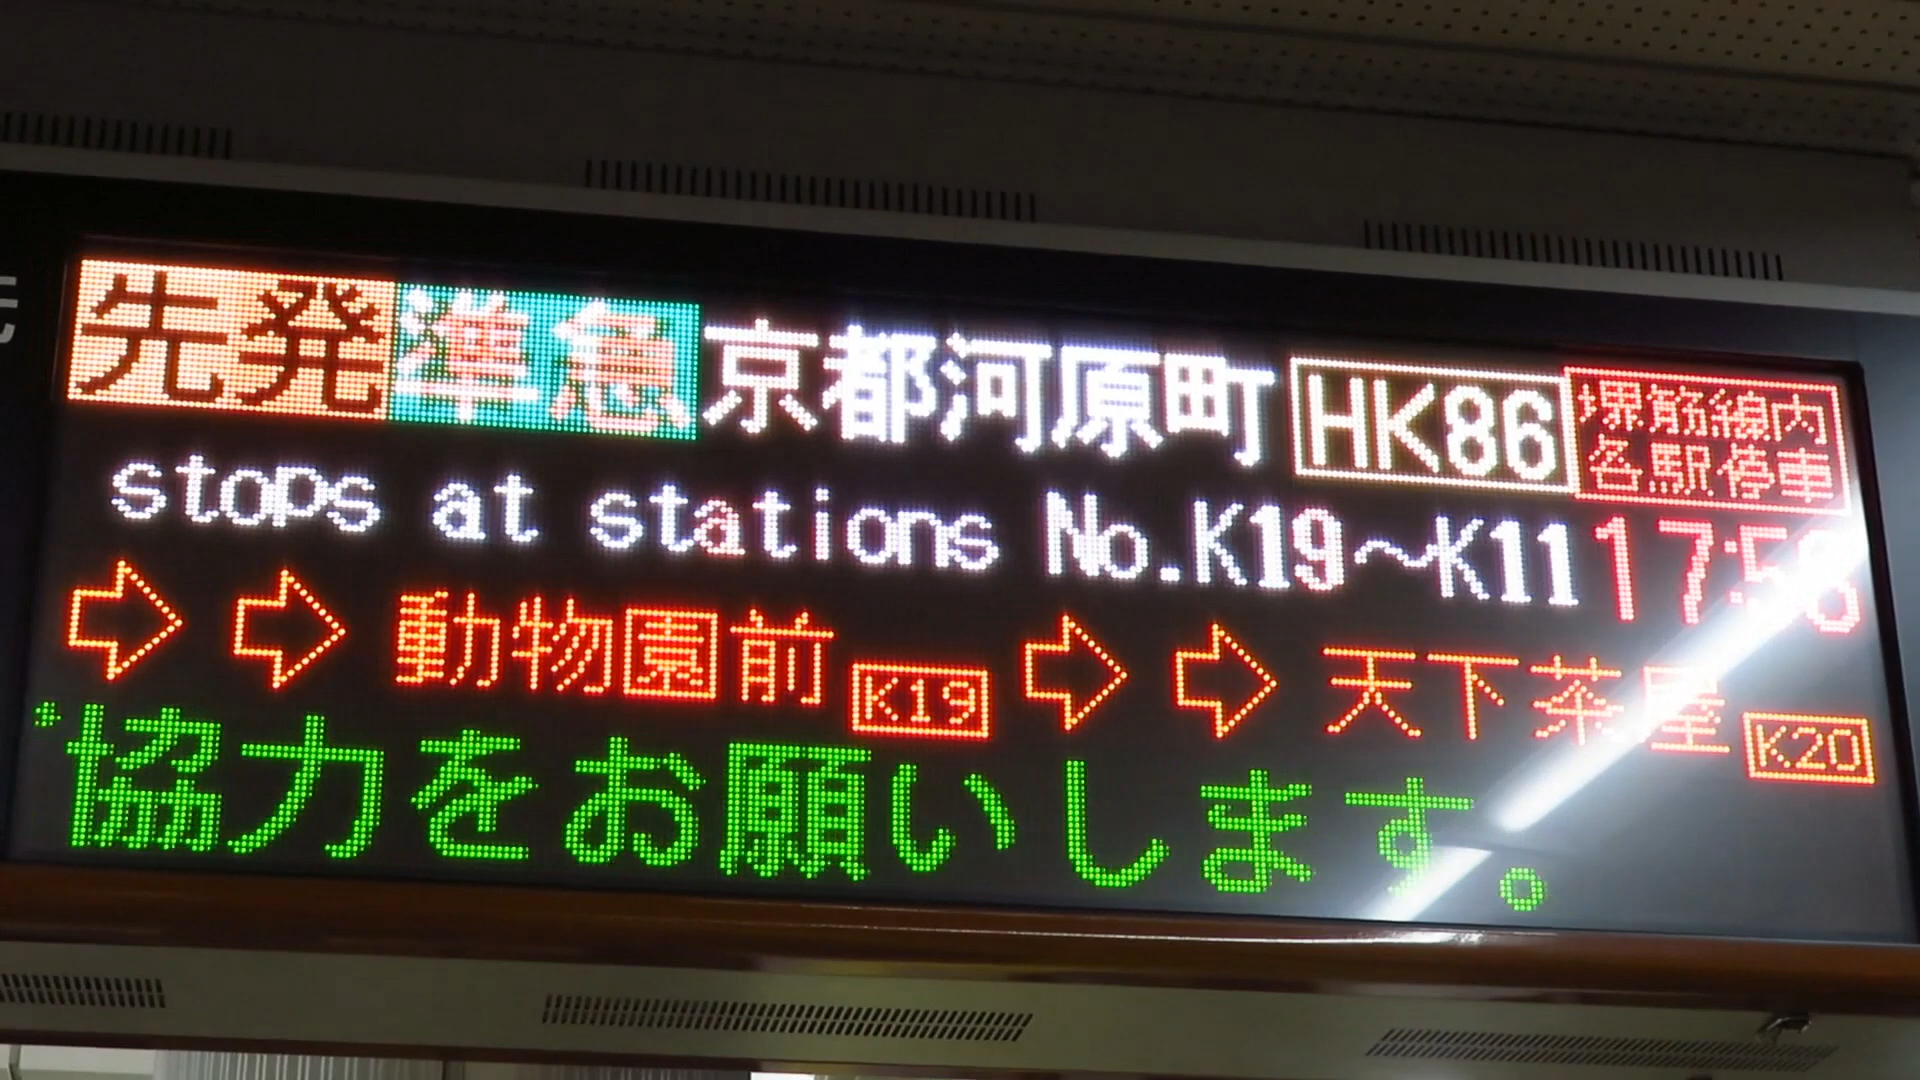 先発 準急 京都河原町 HK86 堺筋線内各駅停車
stops at stations No.K19～K11 17:58
⇨ ⇨ 動物園前 K19 ⇨ ⇨ 天下茶屋 K20
協力をお願いします。